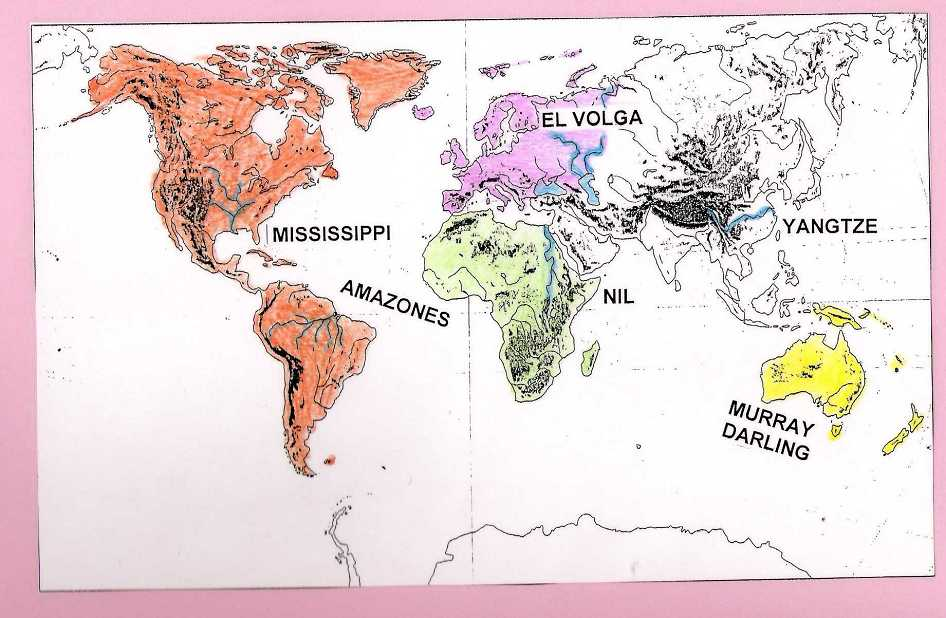 EL VOLGA
MISSISSIPPI
YANGTZE
AMAZONES
NIL
MURRAY
DARLING